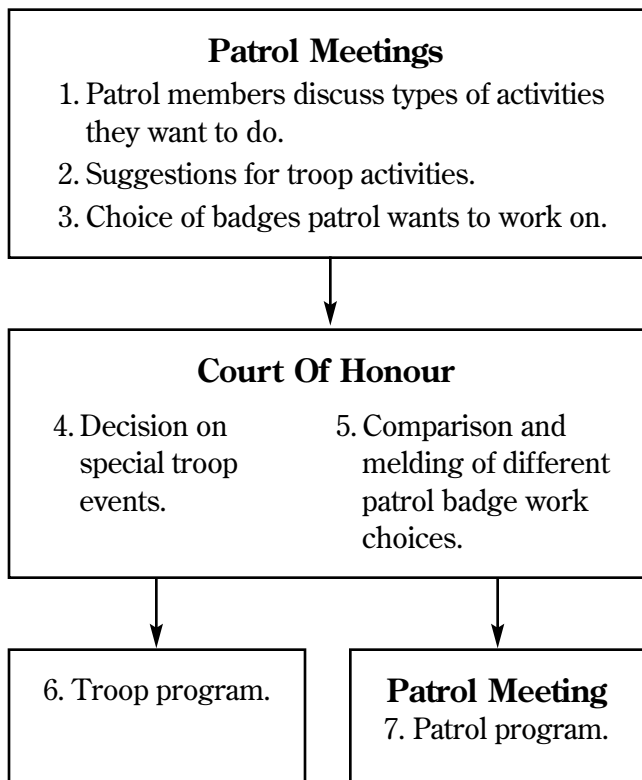 Patrol Meetings
1. Patrol members discuss types of activities
they want to do.
2. Suggestions for troop activities.
3. Choice of badges patrol wants to work on.
Court Of Honour
4. Decision on
special troop
events.
5. Comparison and
melding of different
patrol badge work
choices.
6. Troop program.
Patrol Meeting
7. Patrol program.